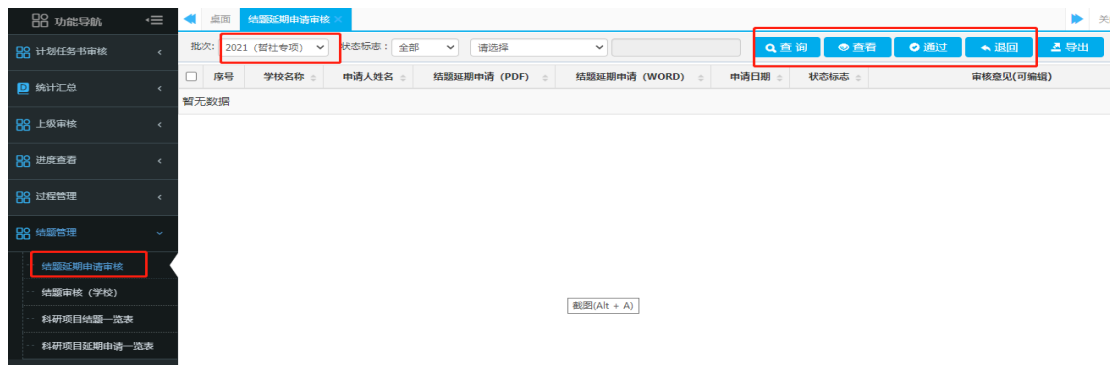 功能导航
桌面
结题延期申请审核 ×
关
计划任务书审核
统计汇总
上级审核
进度查看
过程管理
结题管理
结题延期申请审核
结题审核（学校）
科研项目结题一览表
科研项目延期申请一览表
批次: 2021（哲社专项） 状态标志： 全部 请选择 查 询 查看 通过 退回 导出
序号 学校名称 申请人姓名 结题延期申请（PDF） 结题延期申请（WORD） 申请日期 状态标志 审核意见(可编辑)
暂无数据
截图(Alt + A)